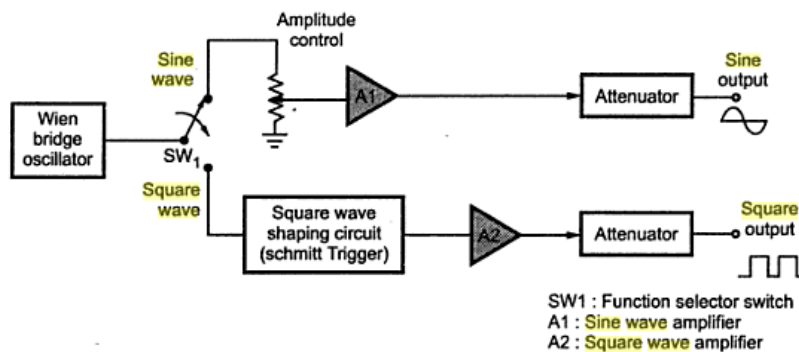 Amplitude
control
Sine
wave
Sine
output
Wien
bridge
oscillator
A1
Attenuator
SW1
Square
wave
Square wave
shaping circuit
(schmitt Trigger)
A2
Attenuator
Square
output
SW1 : Function selector switch
A1 : Sine wave amplifier
A2 : Square wave amplifier